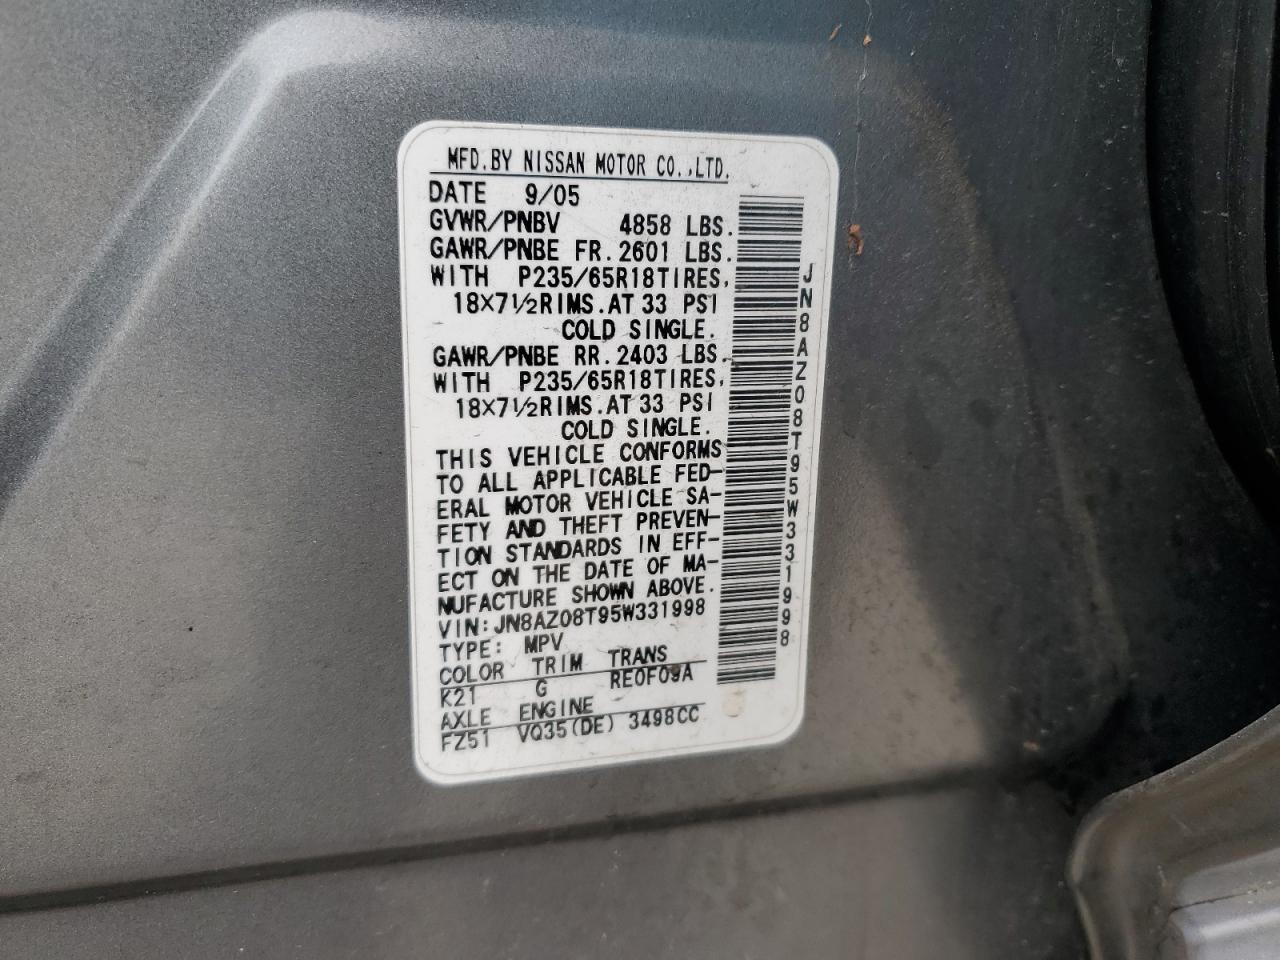 MFD.BY NISSAN MOTOR CO.,LTD.
DATE 9/05
GVWR/PNBV 4858 LBS.
GAWR/PNBE FR.2601 LBS.
WITH P235/65R18TIRES,
18X7½RIMS.AT 33 PSI
COLD SINGLE.
GAWR/PNBE RR.2403 LBS.
WITH P235/65R18TIRES,
18X7½RIMS.AT 33 PSI
COLD SINGLE.
THIS VEHICLE CONFORMS
TO ALL APPLICABLE FED-
ERAL MOTOR VEHICLE SA-
FETY AND THEFT PREVEN-
TION STANDARDS IN EFF-
ECT ON THE DATE OF MA-
NUFACTURE SHOWN ABOVE.
VIN:JN8AZ08T95W331998
TYPE: MPV
COLOR TRIM TRANS
K21 G RE0F09A
AXLE ENGINE
FZ51 VQ35(DE) 3498CC
JN8AZ08T95W331998